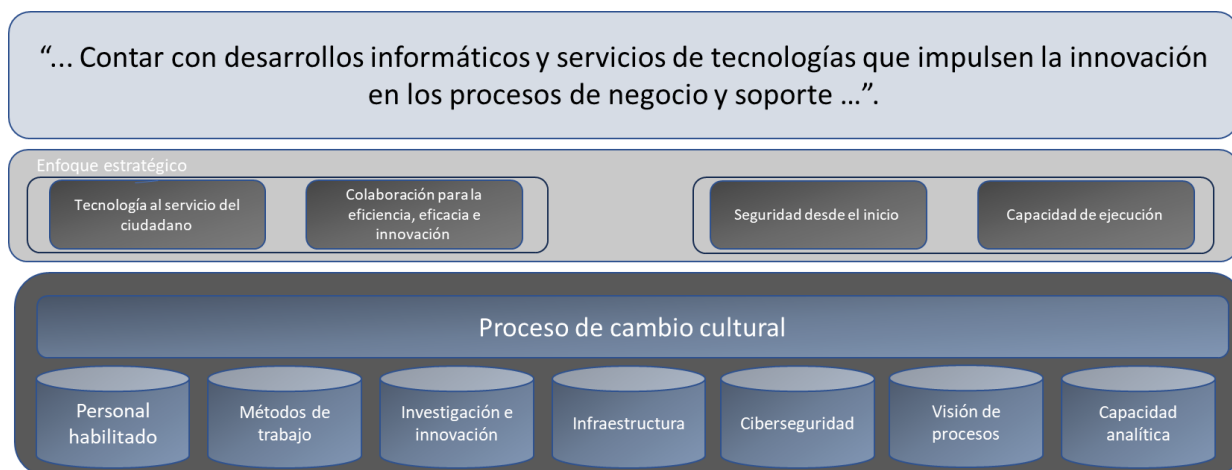 “... Contar con desarrollos informáticos y servicios de tecnologías que impulsen la innovación
en los procesos de negocio y soporte ...”.
Enfoque estratégico
Tecnología al servicio del
ciudadano
Colaboración para la
eficiencia, eficacia e
innovación
Seguridad desde el inicio
Capacidad de ejecución
Proceso de cambio cultural
Personal
habilitado
Métodos de
trabajo
Investigación e
innovación
Infraestructura
Ciberseguridad
Visión de
procesos
Capacidad
analítica